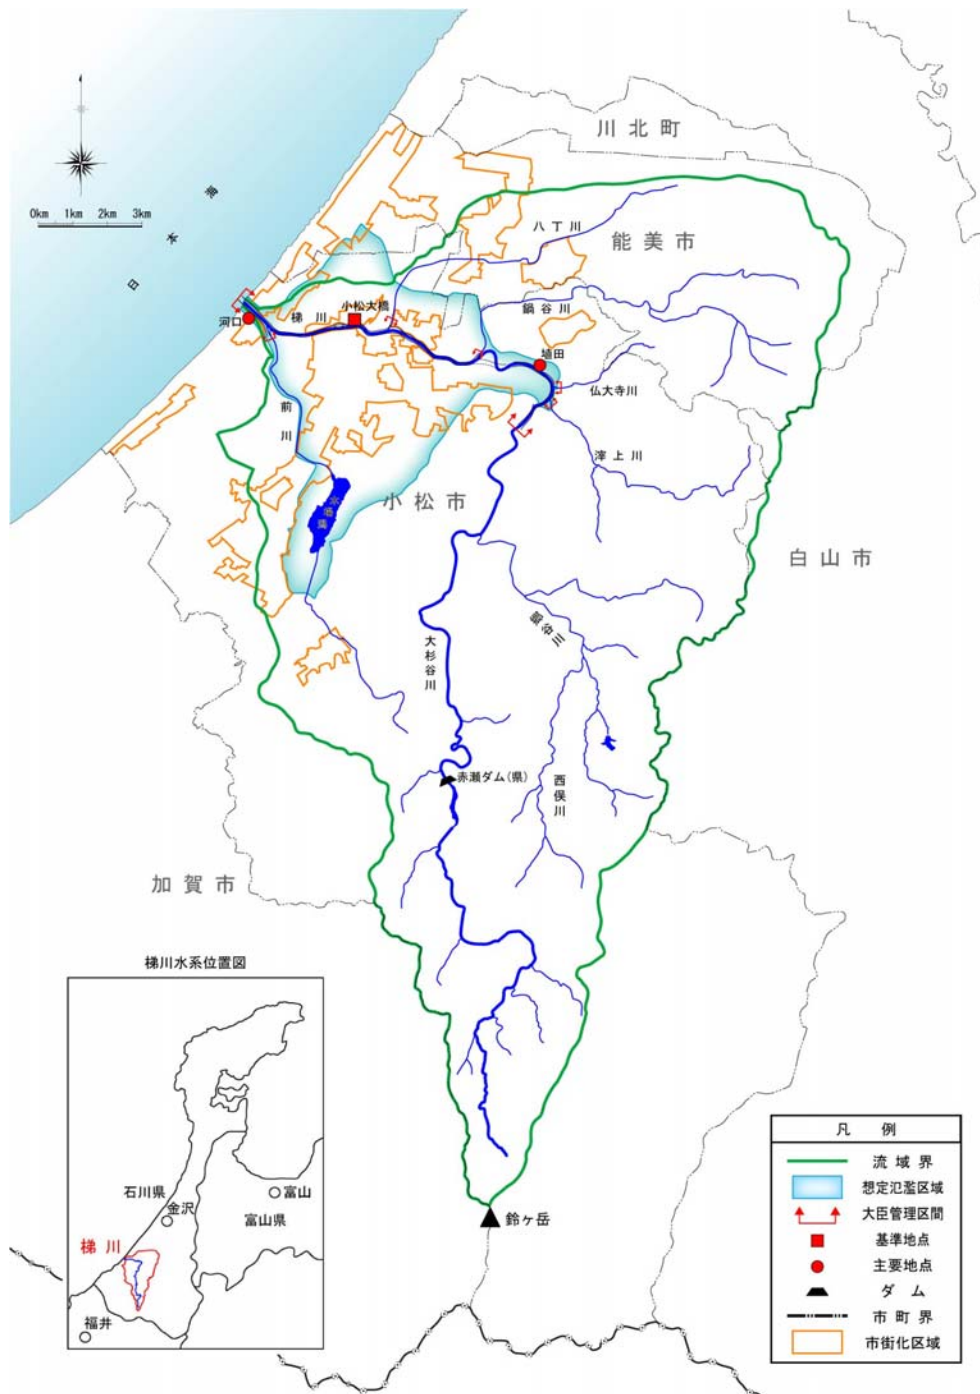 川北町
0km 1km 2km 3km
日本海
八丁川
能美市
小松大橋
梯川
河口
鍋谷川
埴田
仏大寺川
前川
滓上川
木場潟
小松市
白山市
大杉谷川
郷谷川
赤瀬ダム(県)
西俣川
加賀市
梯川水系位置図
石川県
金沢
富山
富山県
梯川
福井
鈴ヶ岳
凡例
流域界
想定氾濫区域
大臣管理区間
基準地点
主要地点
ダム
市町界
市街化区域